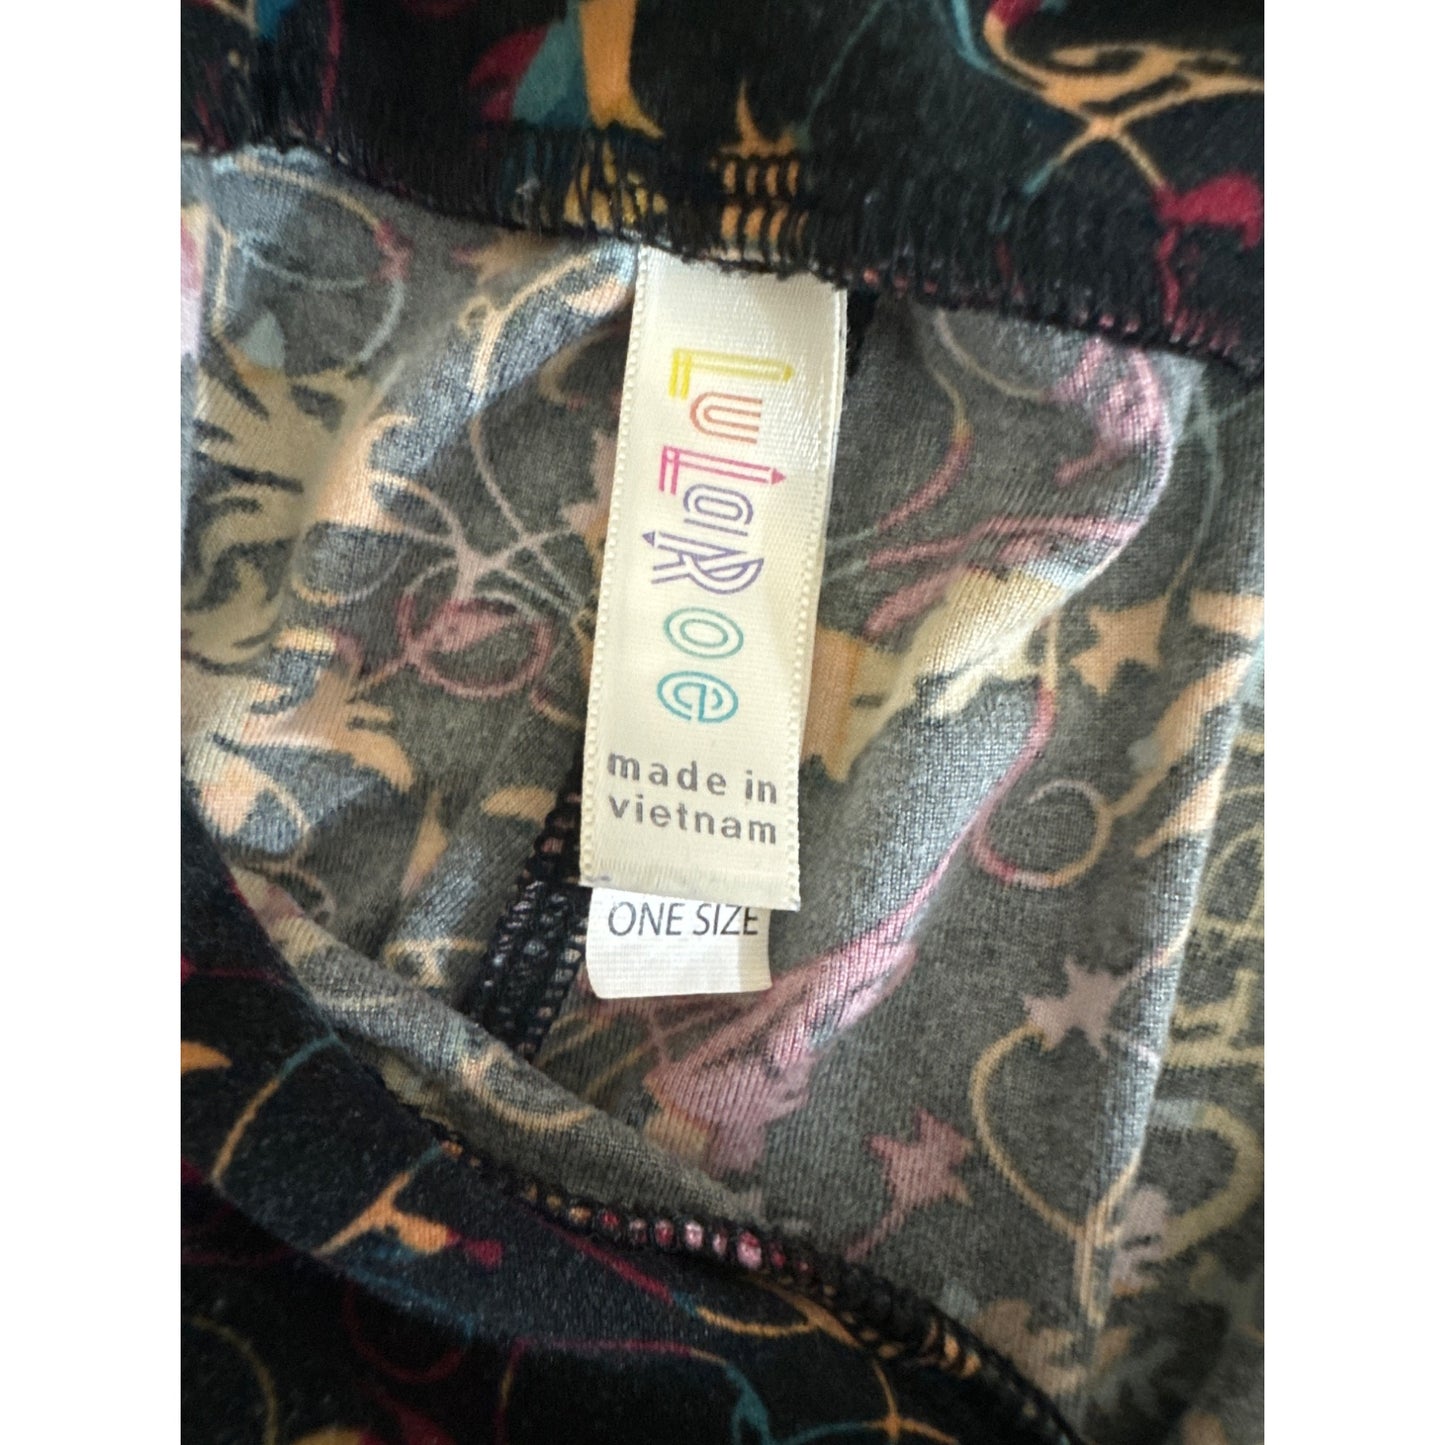 LuLaRoe
made in
vietnam
ONE SIZE